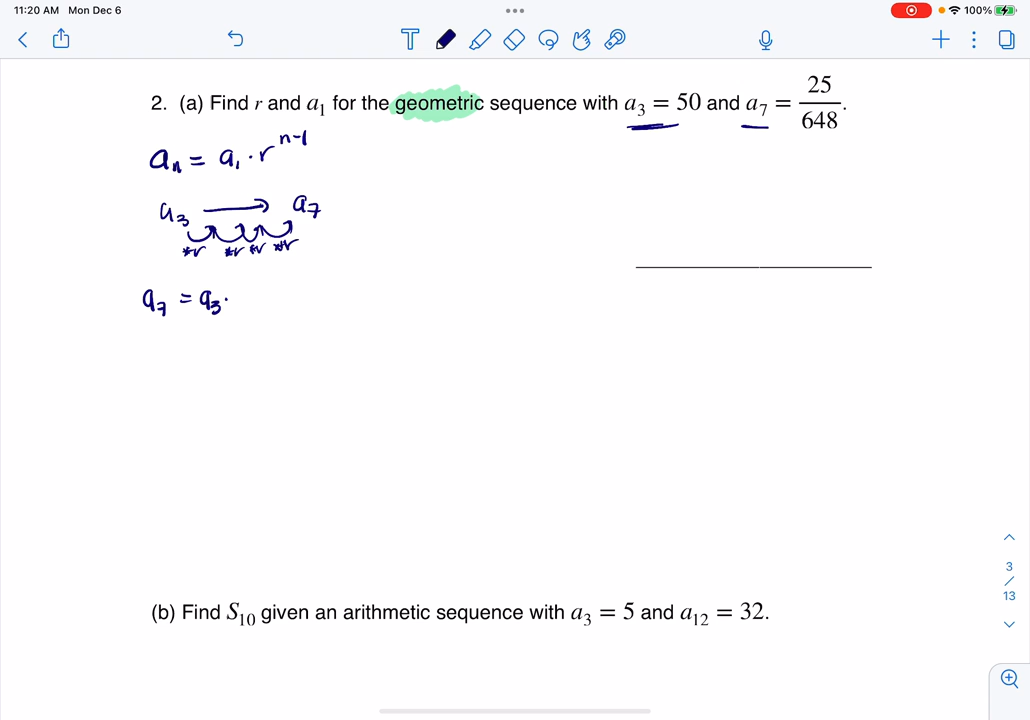 11:20 AM Mon Dec 6
100%
T
2. (a) Find r and a₁ for the geometric sequence with a₃ = 50 and a₇ = 25/648.
aₙ = a₁ · rⁿ⁻¹
a₃ → a₇
*r *r *r *r
a₇ = a₃ ·
3
/
13
(b) Find S₁₀ given an arithmetic sequence with a₃ = 5 and a₁₂ = 32.